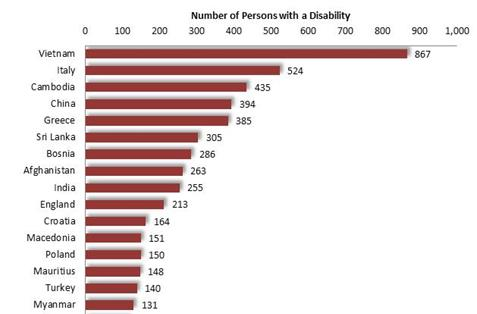 Number of Persons with a Disability
0 100 200 300 400 500 600 700 800 900 1,000
Vietnam 867
Italy 524
Cambodia 435
China 394
Greece 385
Sri Lanka 305
Bosnia 286
Afghanistan 263
India 255
England 213
Croatia 164
Macedonia 151
Poland 150
Mauritius 148
Turkey 140
Myanmar 131